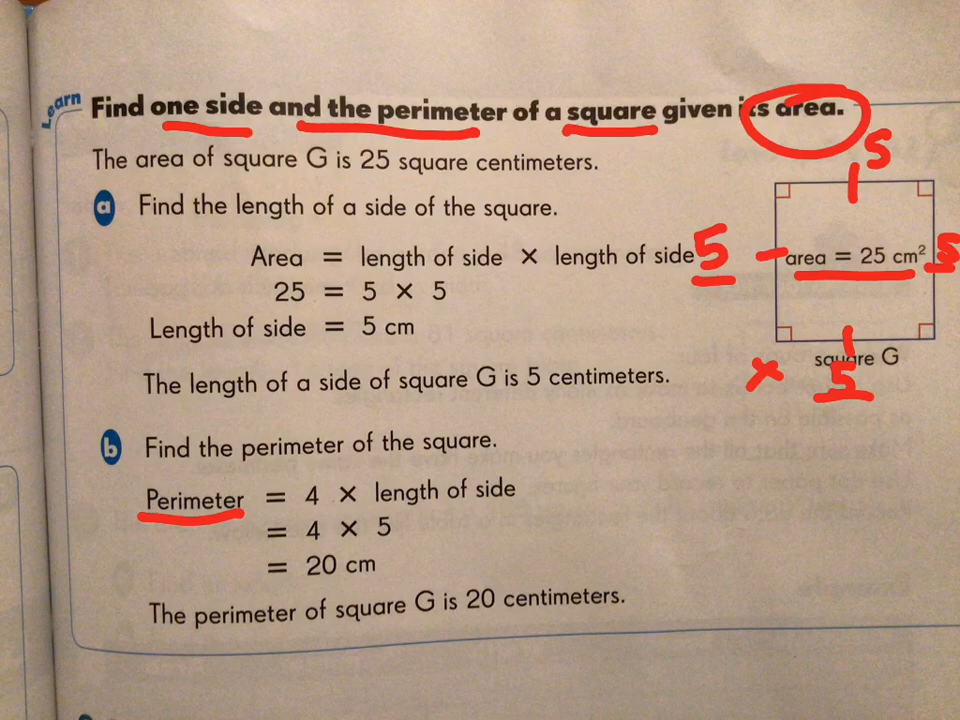 Learn
Find one side and the perimeter of a square given its area.
The area of square G is 25 square centimeters.
a Find the length of a side of the square.
Area = length of side × length of side
25 = 5 × 5
Length of side = 5 cm
The length of a side of square G is 5 centimeters.
5
5
area = 25 cm²
5
square G
×
5
b Find the perimeter of the square.
Perimeter = 4 × length of side
= 4 × 5
= 20 cm
The perimeter of square G is 20 centimeters.